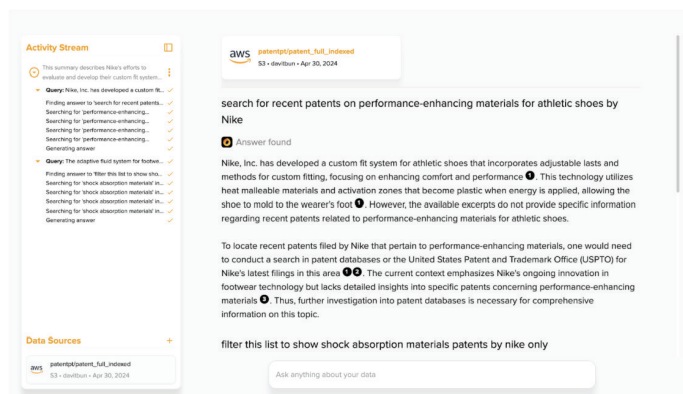 Activity Stream
This summary describes Nike's efforts to
evaluate and develop their custom fit system...
Query: Nike, Inc. has developed a custom fit...
Finding answer to 'search for recent patents...
Searching for 'performance-enhancing...
Searching for 'performance-enhancing...
Searching for 'performance-enhancing...
Searching for 'performance-enhancing...
Generating answer
Query: The adaptive fluid system for footwe...
Finding answer to 'filter this list to show sho...
Searching for 'shock absorption materials' in...
Searching for 'shock absorption materials' in...
Searching for 'shock absorption materials' in...
Searching for 'shock absorption materials' in...
Generating answer
Data Sources +
aws
patentpt/patent_full_indexed
S3 • davitbun • Apr 30, 2024
aws
patentpt/patent_full_indexed
S3 • davitbun • Apr 30, 2024
search for recent patents on performance-enhancing materials for athletic shoes by
Nike
Answer found
Nike, Inc. has developed a custom fit system for athletic shoes that incorporates adjustable lasts and
methods for custom fitting, focusing on enhancing comfort and performance 1. This technology utilizes
heat malleable materials and activation zones that become plastic when energy is applied, allowing the
shoe to mold to the wearer's foot 1. However, the available excerpts do not provide specific information
regarding recent patents related to performance-enhancing materials for athletic shoes.
To locate recent patents filed by Nike that pertain to performance-enhancing materials, one would need
to conduct a search in patent databases or the United States Patent and Trademark Office (USPTO) for
Nike's latest filings in this area 1 2. The current context emphasizes Nike's ongoing innovation in
footwear technology but lacks detailed insights into specific patents concerning performance-enhancing
materials 3. Thus, further investigation into patent databases is necessary for comprehensive
information on this topic.
filter this list to show shock absorption materials patents by nike only
Ask anything about your data